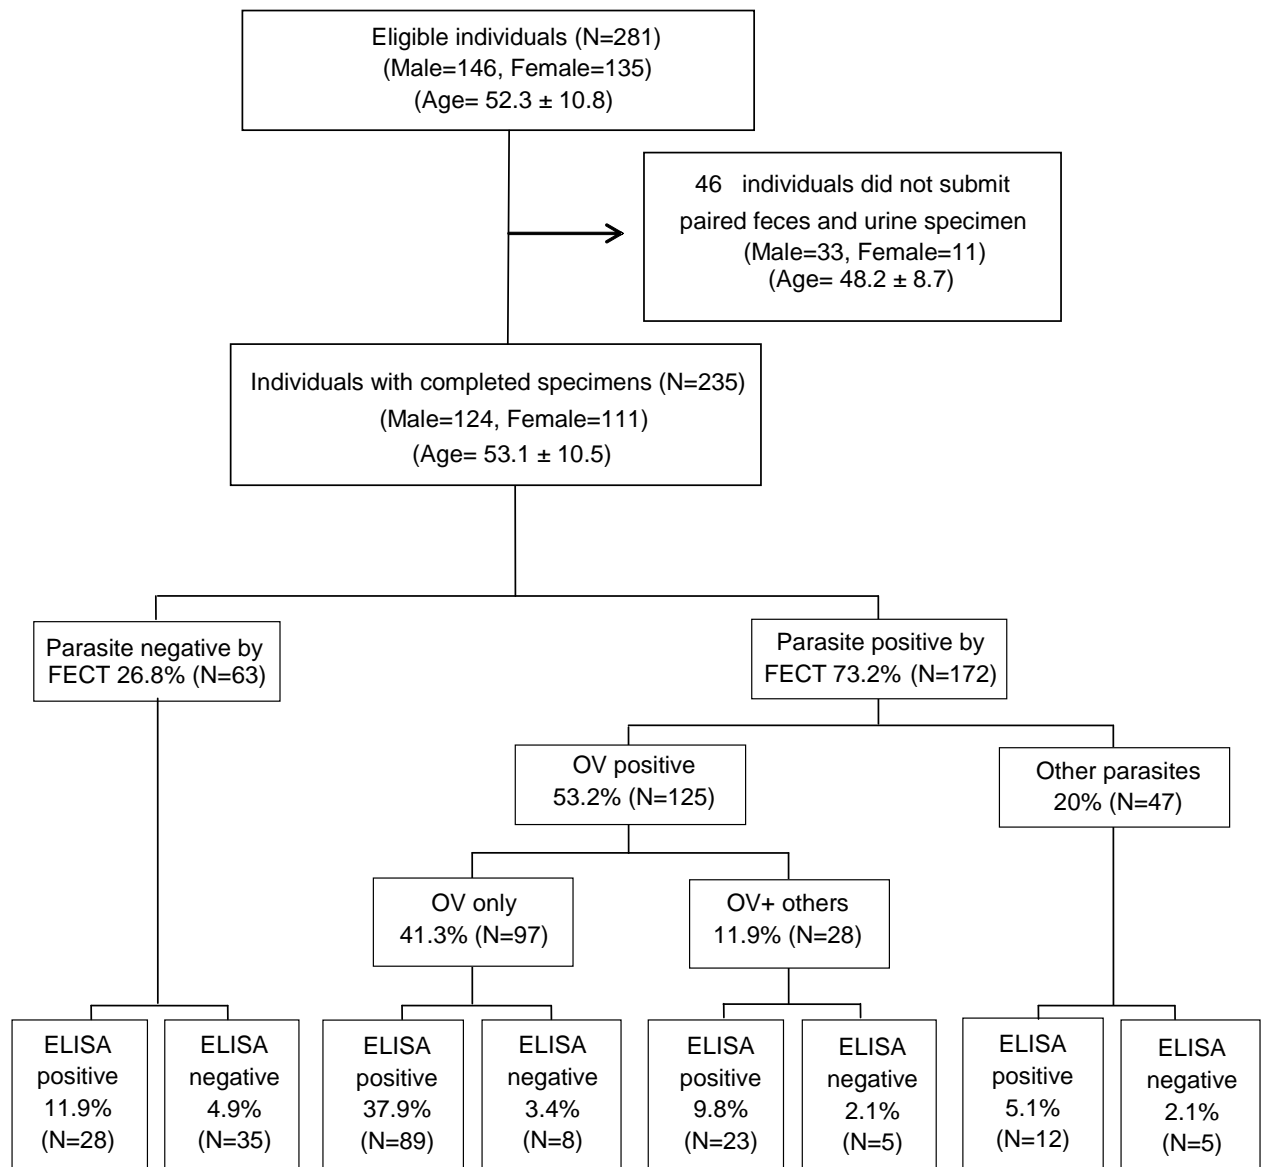 Eligible individuals (N=281)
(Male=146, Female=135)
(Age= 52.3 ± 10.8)
46 individuals did not submit
paired feces and urine specimen
(Male=33, Female=11)
(Age= 48.2 ± 8.7)
Individuals with completed specimens (N=235)
(Male=124, Female=111)
(Age= 53.1 ± 10.5)
Parasite negative by
FECT 26.8% (N=63)
Parasite positive by
FECT 73.2% (N=172)
OV positive
53.2% (N=125)
Other parasites
20% (N=47)
OV only
41.3% (N=97)
OV+ others
11.9% (N=28)
ELISA
positive
11.9%
(N=28)
ELISA
negative
4.9%
(N=35)
ELISA
positive
37.9%
(N=89)
ELISA
negative
3.4%
(N=8)
ELISA
positive
9.8%
(N=23)
ELISA
negative
2.1%
(N=5)
ELISA
positive
5.1%
(N=12)
ELISA
negative
2.1%
(N=5)